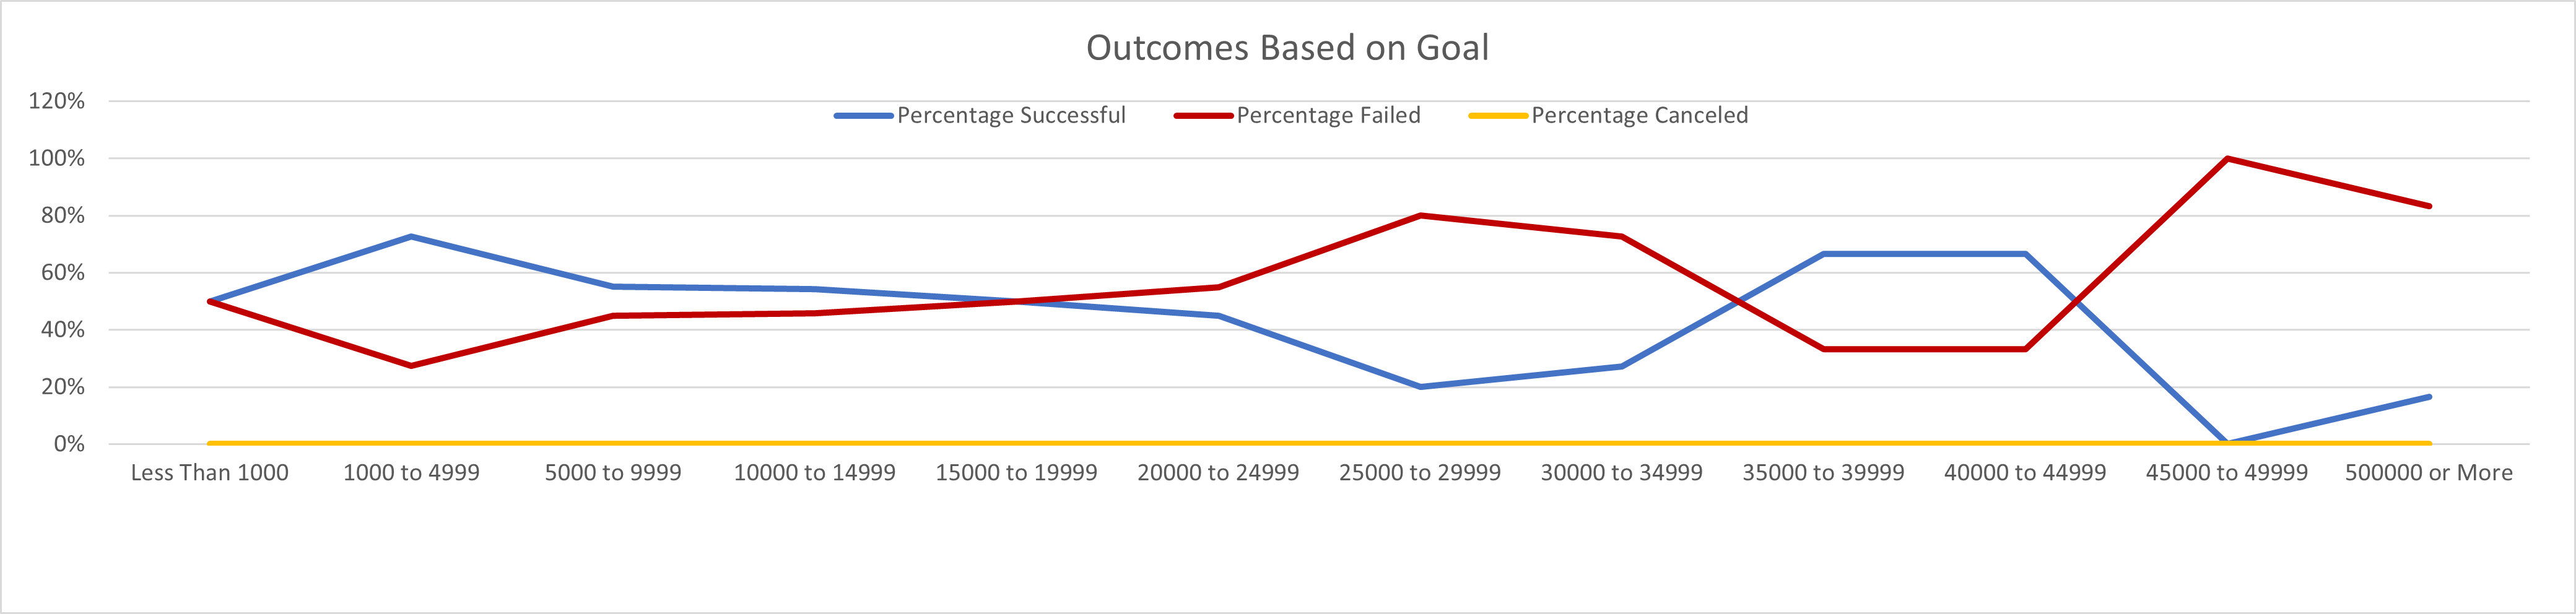 Outcomes Based on Goal
120%
Percentage Successful Percentage Failed Percentage Canceled
100%
80%
60%
40%
20%
0%
Less Than 1000 1000 to 4999 5000 to 9999 10000 to 14999 15000 to 19999 20000 to 24999 25000 to 29999 30000 to 34999 35000 to 39999 40000 to 44999 45000 to 49999 500000 or More